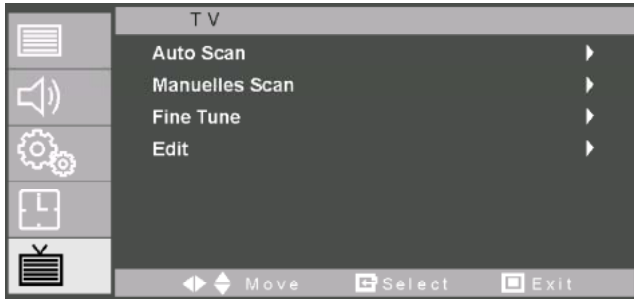 TV
Auto Scan
Manuelles Scan
Fine Tune
Edit
Move Select Exit